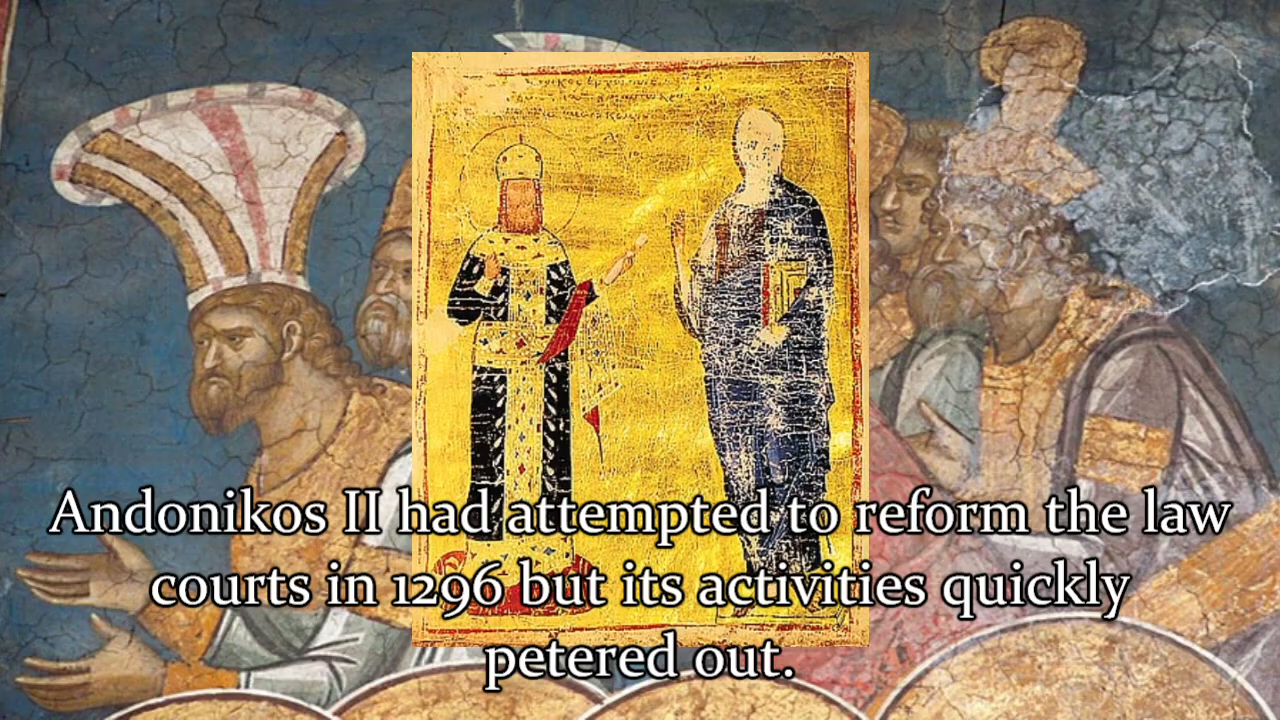 Andonikos II had attempted to reform the law
courts in 1296 but its activities quickly
petered out.